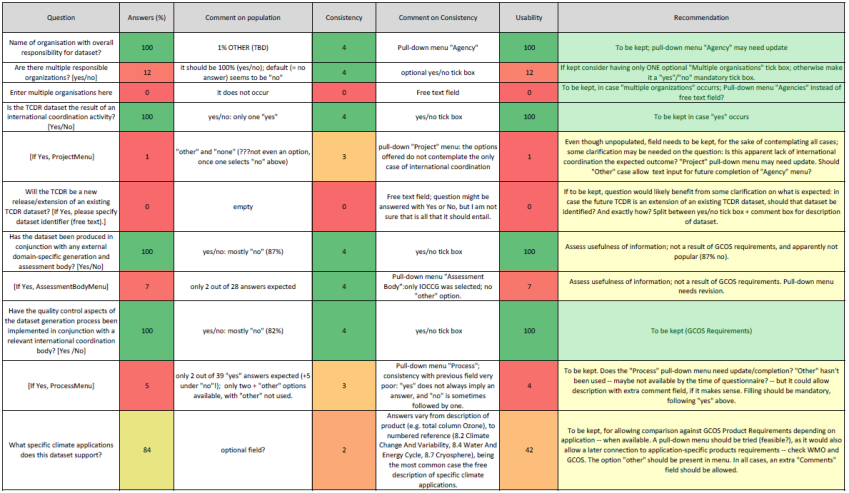 Question Answers (%) Comment on population Consistency Comment on Consistency Usability Recommendation
Name of organisation with overall
responsibility for dataset?
100
1% OTHER (TBD)
4
Pull-down menu "Agency"
100
To be kept; pull-down menu "Agency" may need update
Are there multiple responsible
organizations? [yes/no]
12
it should be 100% (yes/no); default (= no
answer) seems to be "no"
4
optional yes/no tick box
12
If kept consider having only ONE optional "Multiple organisations" tick box; otherwise make
it a "yes"/"no" mandatory tick box.
Enter multiple organisations here
0
it does not occur
0
Free text field
0
To be kept, in case "multiple organizations" occurs; Pull-down menu "Agencies" instead of
free text field?
Is the TCDR dataset the result of an
international coordination activity?
[Yes/No]
100
yes/no: only one "yes"
4
yes/no tick box
100
To be kept in case "yes" occurs
[If Yes, ProjectMenu]
1
"other" and "none" (???not even an option,
once one selects "no" above)
3
pull-down "Project" menu: the options
offered do not contemplate the only
case of international coordination
1
Even though unpopulated, field needs to be kept, for the sake of contemplating all cases;
some clarification may be needed on the question: Is this apparent lack of international
coordination the expected outcome? "Project" pull-down menu may need update. Should
"Other" case allow text input for future completion of "Agency" menu?
Will the TCDR be a new
release/extension of an existing
TCDR dataset? [If Yes, please specify
dataset identifier (free text).]
0
empty
0
Free text field; question might be
answered with Yes or No, but I am not
sure that is all that it should entail.
0
If to be kept, question would likely benefit from some clarification on what is expected: in
case the future TCDR is an extension of an existing TCDR dataset, should that dataset be
identified? And exactly how? Split between yes/no tick box + comment box for description
of dataset.
Has the dataset been produced in
conjunction with any external
domain-specific generation and
assessment body? [Yes/No]
100
yes/no: mostly "no" (87%)
4
yes/no tick box
100
Assess usefulness of information; not a result of GCOS requirements, and apparently not
popular (87% no).
[If Yes, AssessmentBodyMenu]
7
only 2 out of 28 answers expected
4
Pull-down menu "Assessment
Body":only IOCCG was selected; no
"other" option.
7
Assess usefulness of information; not a result of GCOS requirements. Pull-down menu
needs revision.
Have the quality control aspects of
the dataset generation process been
implemented in conjunction with a
relevant international coordination
body? [Yes /No]
100
yes/no: mostly "no" (82%)
4
yes/no tick box
100
To be kept (GCOS Requirements)
[If Yes, ProcessMenu]
5
only 2 out of 39 "yes" answers expected (+5
under "no"!); only two + "other" options
available, with "other" not used.
3
Pull-down menu "Process";
consistency with previous field very
poor: "yes" does not always imply an
answer, and "no" is sometimes
followed by one.
4
To be kept. Does the "Process" pull-down menu need update/completion? "Other" hasn't
been used -- maybe not available by the time of questionnaire? -- but it could allow
description with extra comment field, if it makes sense. Filling should be mandatory,
following "yes" above.
What specific climate applications
does this dataset support?
84
optional field?
2
Answers vary from description of
product (e.g. total column Ozone), to
numbered reference (8.2 Climate
Change And Variability, 8.4 Water And
Energy Cycle, 8.7 Cryosphere), being
the most common case the free
description of specific climate
applications.
42
To be kept, for allowing comparison against GCOS Product Requirements depending on
application -- when available. A pull-down menu should be tried (feasible?), as it would also
allow a later connection to application-specific products requirements -- check WMO and
GCOS. The option "other" should be present in menu. In all cases, an extra "Comments"
field should be allowed.